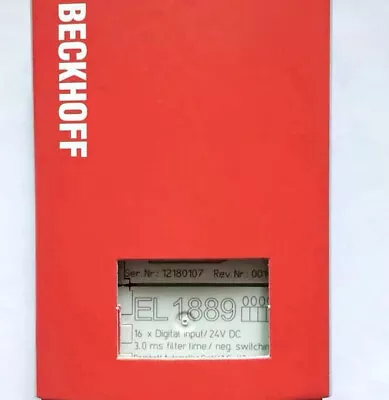 BECKHOFF
Ser. Nr.: 12180107 Rev. Nr.: 001
EL 1889
16 x Digital Input/ 24V DC
3.0 ms filter time/ neg. switchin